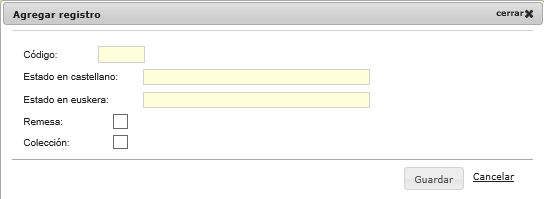 Agregar registro cerrar
Código:
Estado en castellano:
Estado en euskera:
Remesa:
Colección:
Guardar Cancelar